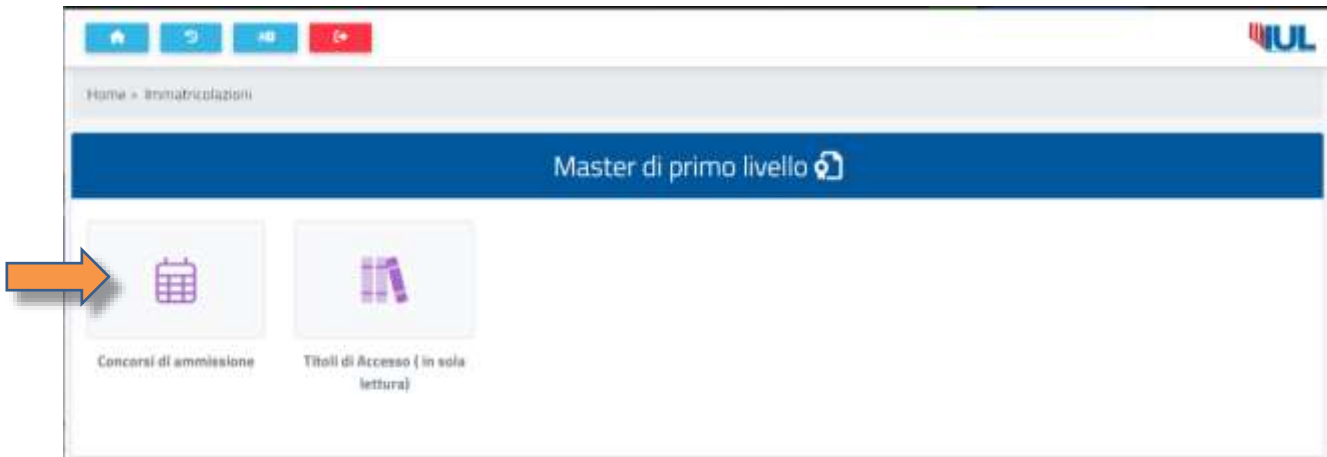 IUL
Home » Immatricolazioni
Master di primo livello
Concorsi di ammissione
Titoli di Accesso ( in sola
lettura)